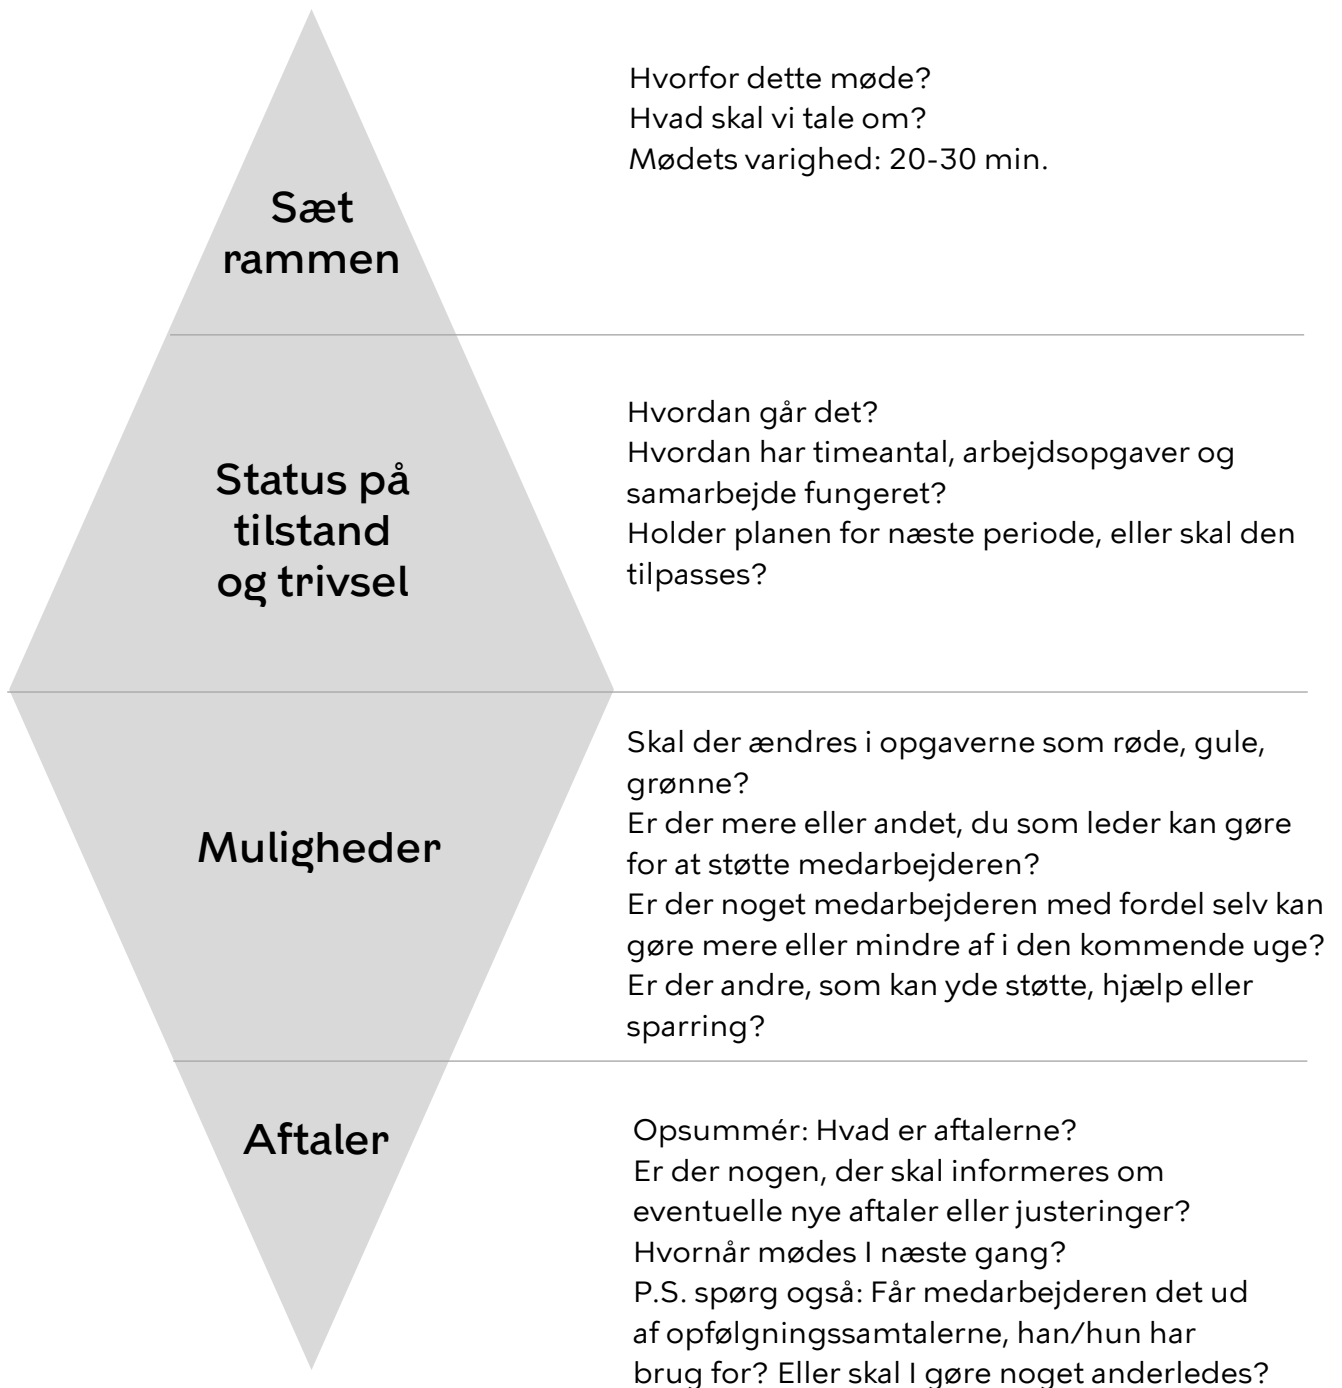 Sæt
rammen
Hvorfor dette møde?
Hvad skal vi tale om?
Mødets varighed: 20-30 min.
Status på
tilstand
og trivsel
Hvordan går det?
Hvordan har timeantal, arbejdsopgaver og
samarbejde fungeret?
Holder planen for næste periode, eller skal den
tilpasses?
Muligheder
Skal der ændres i opgaverne som røde, gule,
grønne?
Er der mere eller andet, du som leder kan gøre
for at støtte medarbejderen?
Er der noget medarbejderen med fordel selv kan
gøre mere eller mindre af i den kommende uge?
Er der andre, som kan yde støtte, hjælp eller
sparring?
Aftaler
Opsummér: Hvad er aftalerne?
Er der nogen, der skal informeres om
eventuelle nye aftaler eller justeringer?
Hvornår mødes I næste gang?
P.S. spørg også: Får medarbejderen det ud
af opfølgningssamtalerne, han/hun har
brug for? Eller skal I gøre noget anderledes?